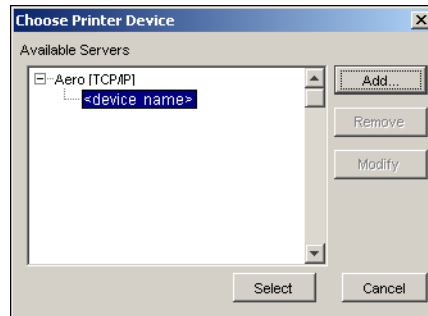 Choose Printer Device
Available Servers
Aero [TCP/IP]
<device name>
Add...
Remove
Modify
Select
Cancel